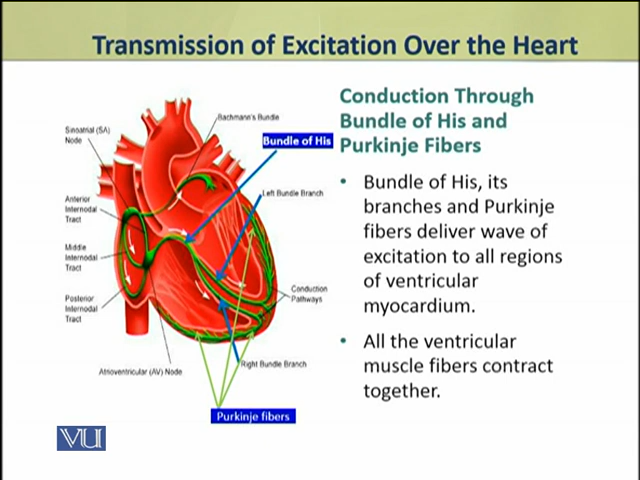 Transmission of Excitation Over the Heart
Conduction Through
Bundle of His and
Purkinje Fibers
• Bundle of His, its
branches and Purkinje
fibers deliver wave of
excitation to all regions
of ventricular
myocardium.
• All the ventricular
muscle fibers contract
together.
Bachmann's Bundle
Sinoatrial (SA)
Node
Bundle of His
Left Bundle Branch
Anterior
Internodal
Tract
Middle
Internodal
Tract
Posterior
Internodal
Tract
Conduction
Pathways
Atrioventricular (AV) Node
Right Bundle Branch
Purkinje fibers
VU